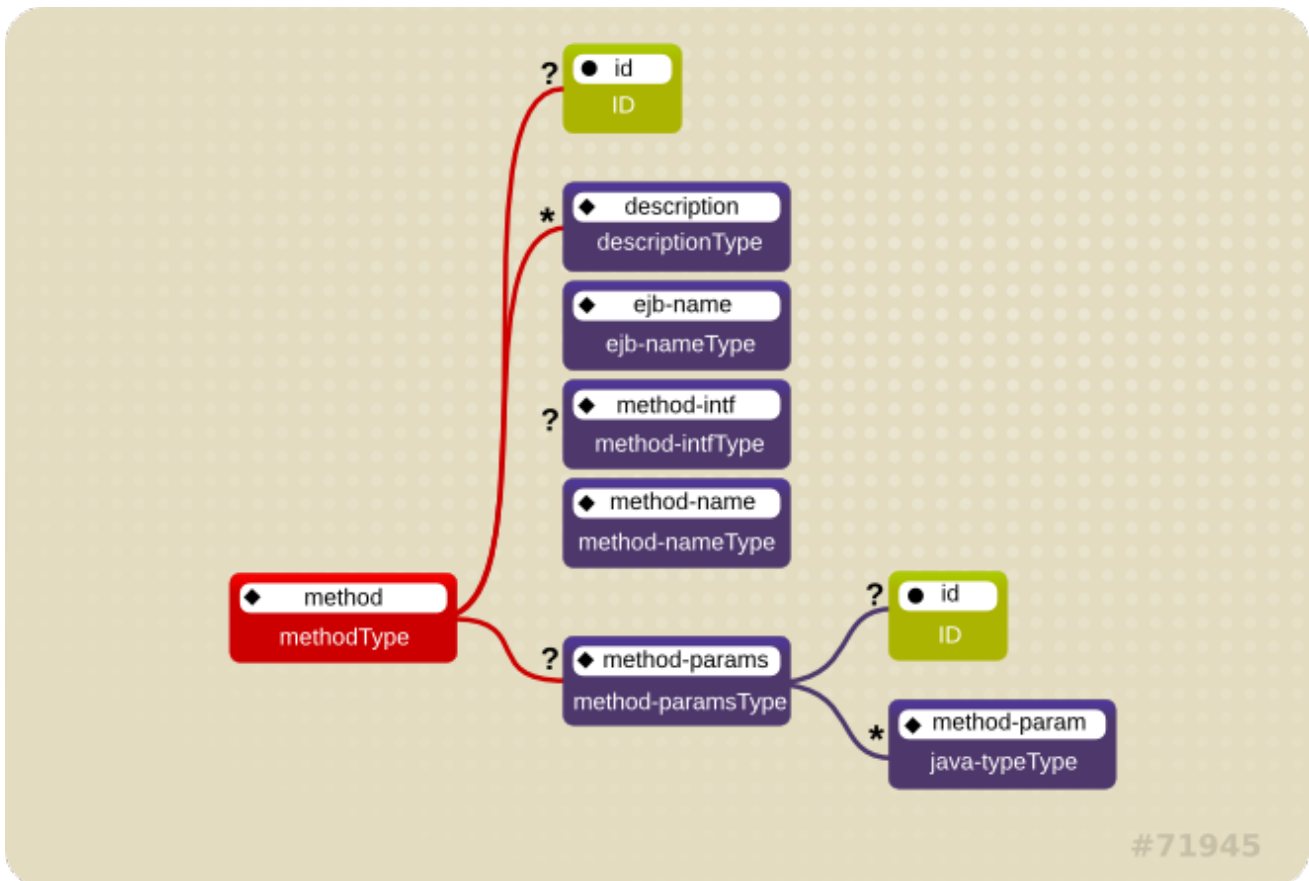 ?
id
ID
*
description
descriptionType
ejb-name
ejb-nameType
?
method-intf
method-intfType
method-name
method-nameType
method
methodType
?
method-params
method-paramsType
?
id
ID
*
method-param
java-typeType
#71945